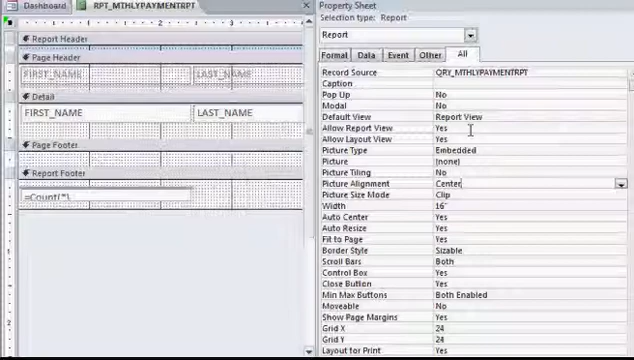 Dashboard RPT_MTHLYPAYMENTRPT
Property Sheet
Selection type: Report
Report
Format Data Event Other All
Report Header
Page Header
FIRST_NAME LAST_NAME
Detail
FIRST_NAME LAST_NAME
Page Footer
Report Footer
=Count(*)
Record Source QRY_MTHLYPAYMENTRPT
Caption
Pop Up No
Modal No
Default View Report View
Allow Report View Yes
Allow Layout View Yes
Picture Type Embedded
Picture (none)
Picture Tiling No
Picture Alignment Center
Picture Size Mode Clip
Width 16"
Auto Center Yes
Auto Resize Yes
Fit to Page Yes
Border Style Sizable
Scroll Bars Both
Control Box Yes
Close Button Yes
Min Max Buttons Both Enabled
Moveable No
Show Page Margins Yes
Grid X 24
Grid Y 24
Layout for Print Yes